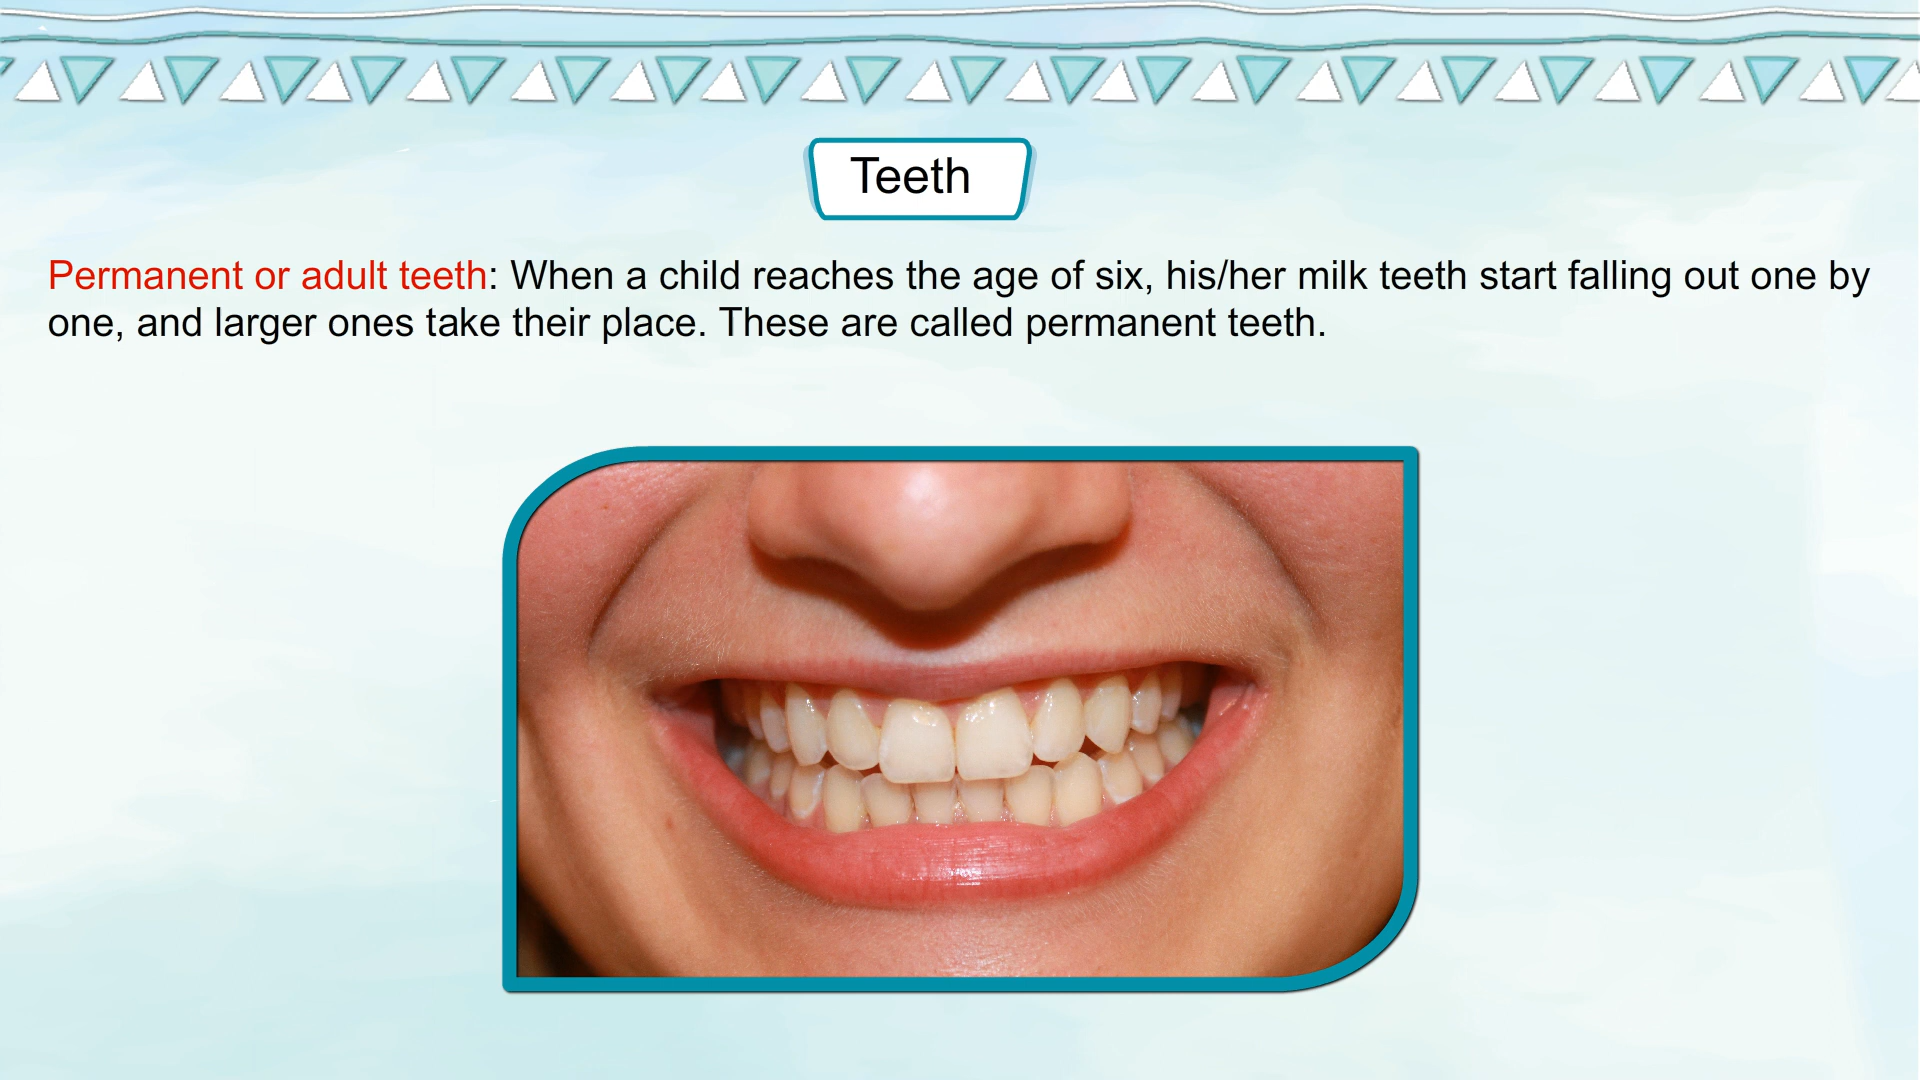 Teeth
Permanent or adult teeth: When a child reaches the age of six, his/her milk teeth start falling out one by
one, and larger ones take their place. These are called permanent teeth.